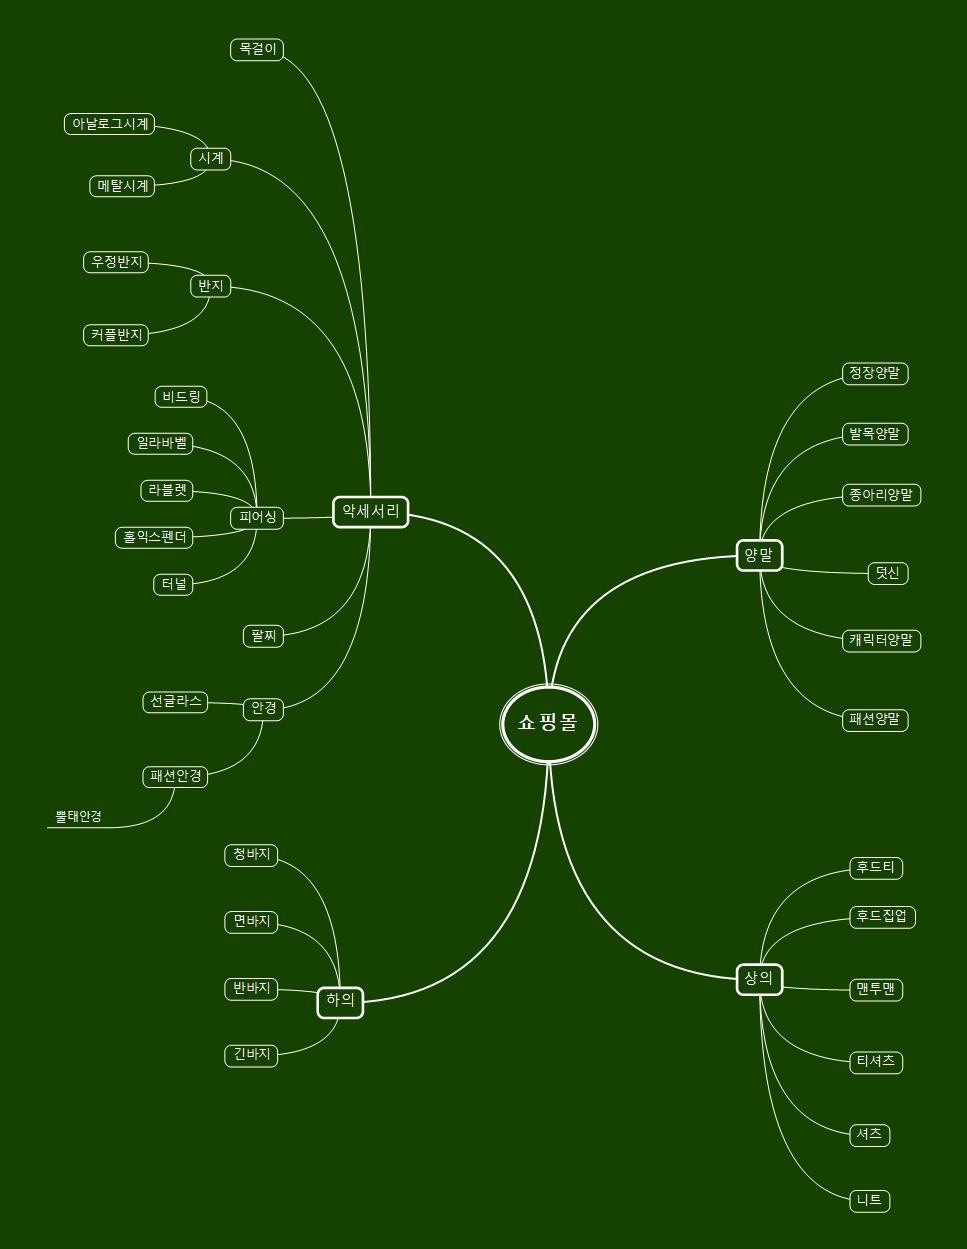 쇼핑몰
악세서리
목걸이
시계
아날로그시계
메탈시계
반지
우정반지
커플반지
피어싱
비드링
일라바벨
라블렛
홀익스펜더
터널
팔찌
안경
선글라스
패션안경
뿔태안경
하의
청바지
면바지
반바지
긴바지
양말
정장양말
발목양말
종아리양말
덧신
캐릭터양말
패션양말
상의
후드티
후드집업
맨투맨
티셔츠
셔츠
니트